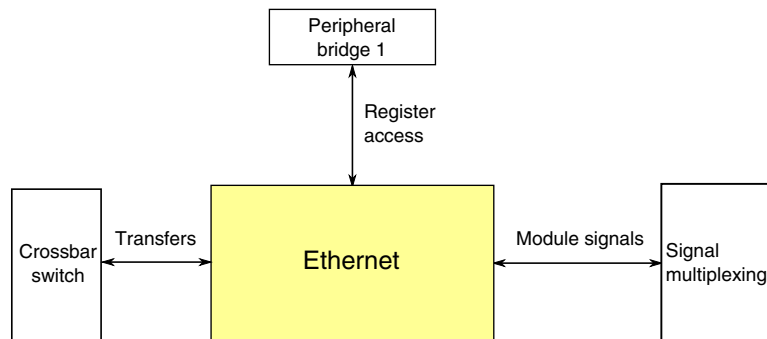 Peripheral
bridge 1
Register
access
Crossbar
switch
Transfers
Ethernet
Module signals
Signal
multiplexing